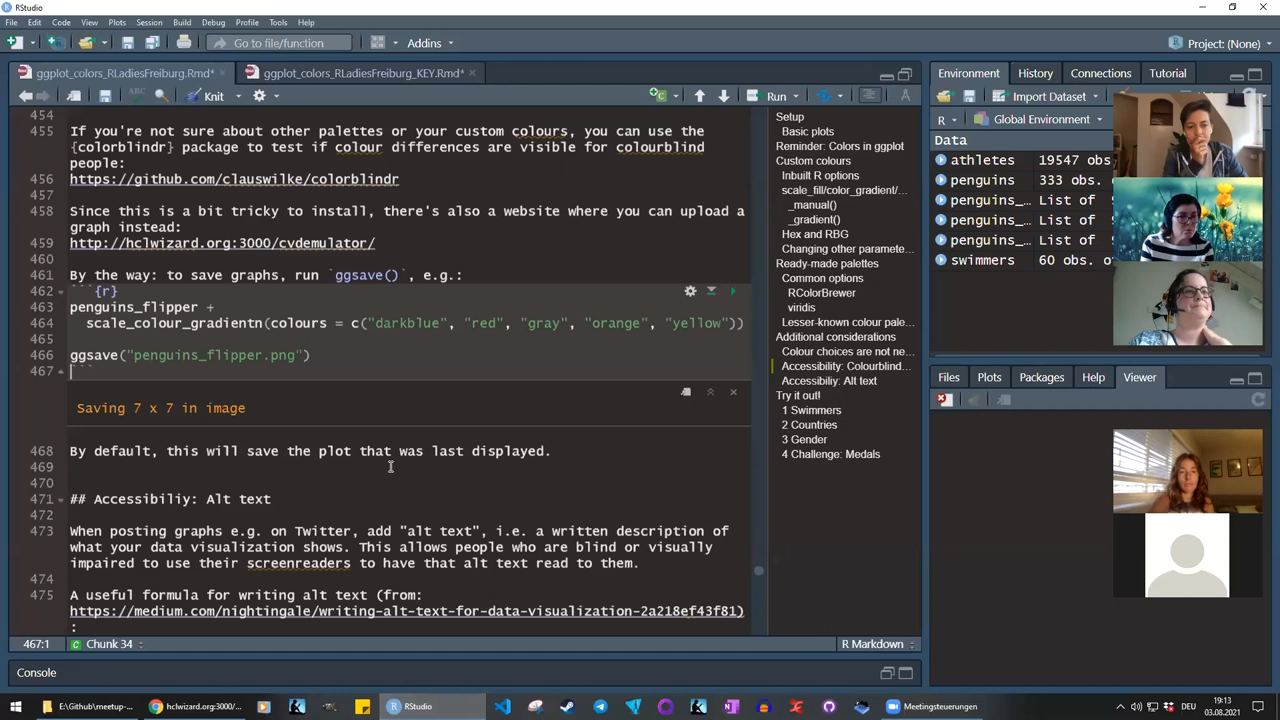 RStudio
File Edit Code View Plots Session Build Debug Profile Tools Help
Go to file/function
Addins
Project: (None)
ggplot_colors_RLadiesFreiburg.Rmd*
ggplot_colors_RLadiesFreiburg_KEY.Rmd*
ABC
Knit
Run
454
455 If you're not sure about other palettes or your custom colours, you can use the
{colorblindr} package to test if colour differences are visible for colourblind
people:
456 https://github.com/clauswilke/colorblindr
457
458 Since this is a bit tricky to install, there's also a website where you can upload a
graph instead:
459 http://hclwizard.org:3000/cvdemulator/
460
461 By the way: to save graphs, run `ggsave()`, e.g.:
462 ```{r}
463 penguins_flipper +
464 scale_colour_gradientn(colours = c("darkblue", "red", "gray", "orange", "yellow"))
465
466 ggsave("penguins_flipper.png")
467 ```
Saving 7 x 7 in image
468 By default, this will save the plot that was last displayed.
469
470
471 ## Accessibiliy: Alt text
472
473 When posting graphs e.g. on Twitter, add "alt text", i.e. a written description of
what your data visualization shows. This allows people who are blind or visually
impaired to use their screenreaders to have that alt text read to them.
474
475 A useful formula for writing alt text (from:
https://medium.com/nightingale/writing-alt-text-for-data-visualization-2a218ef43f81)
:
467:1
Chunk 34
R Markdown
Console
Setup
Basic plots
Reminder: Colors in ggplot
Custom colours
Inbuilt R options
scale_fill/color_gradient/...
_manual()
_gradient()
Hex and RBG
Changing other paramete...
Ready-made palettes
Common options
RColorBrewer
viridis
Lesser-known colour pale...
Additional considerations
Colour choices are not ne...
Accessibility: Colourblind...
Accessibiliy: Alt text
Try it out!
1 Swimmers
2 Countries
3 Gender
4 Challenge: Medals
Environment History Connections Tutorial
Import Dataset
R
Global Environment
Data
athletes 19547 obs.
penguins 333 obs.
penguins_... List of
penguins_... List of
penguins_... List of
swimmers 60 obs.
Files Plots Packages Help Viewer
E:\Github\meetup-...
hclwizard.org:3000/...
RStudio
Meetingsteuerungen
DEU
19:13
03.08.2021